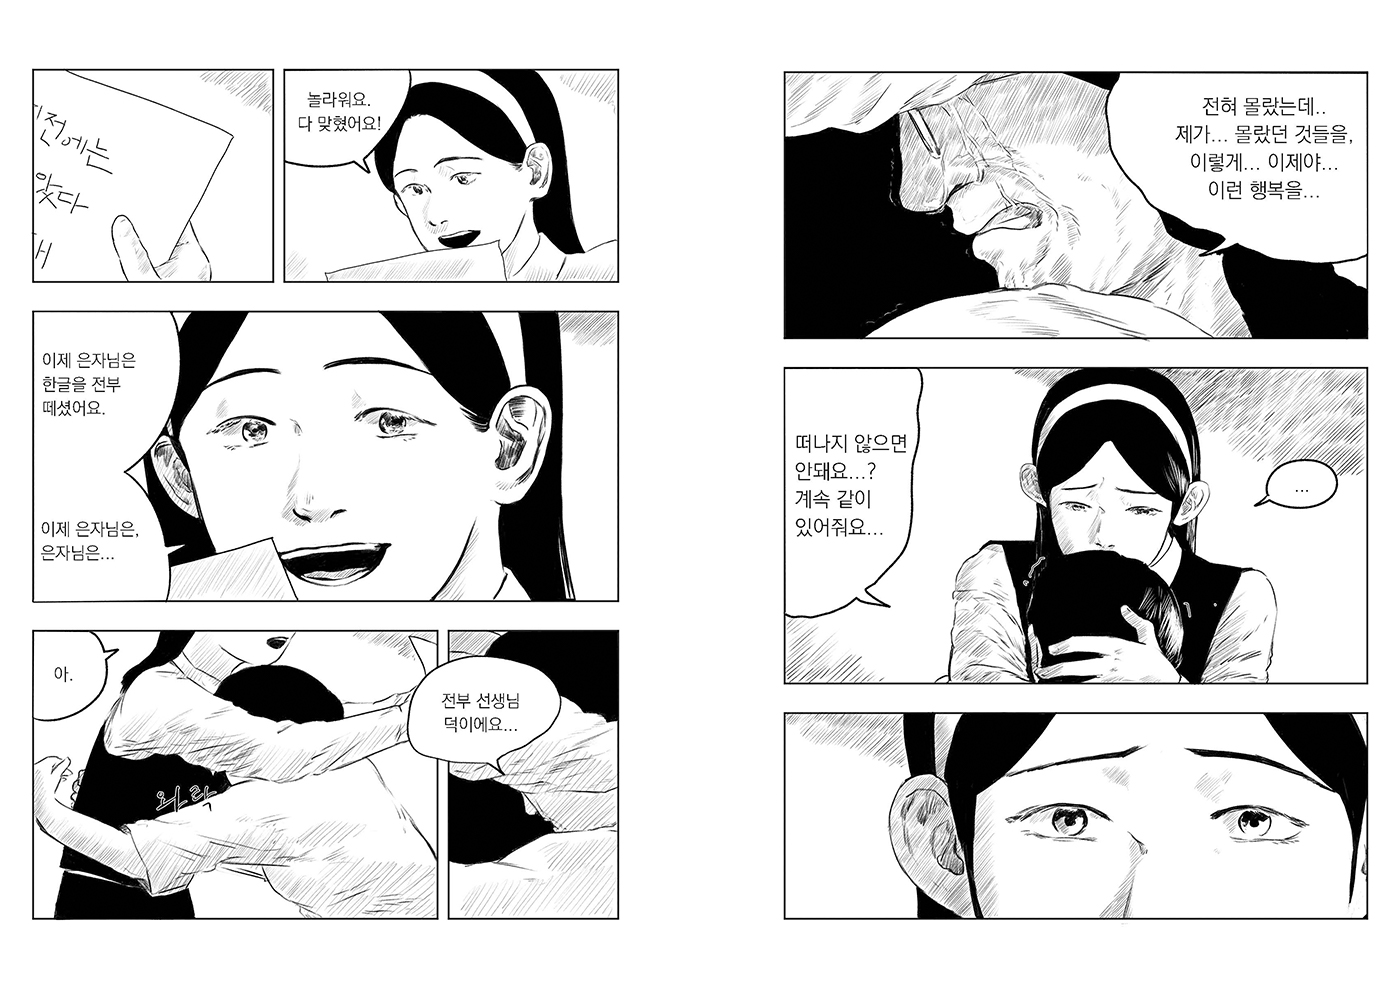 전에는
맞다
놀라워요.
다 맞혔어요!
이제 은자님은
한글을 전부
떼셨어요.
이제 은자님은,
은자님은...
아.
와락
전부 선생님
덕이에요...
전혀 몰랐는데..
제가... 몰랐던 것들을,
이렇게... 이제야...
이런 행복을...
떠나지 않으면
안돼요...?
계속 같이
있어줘요...
...